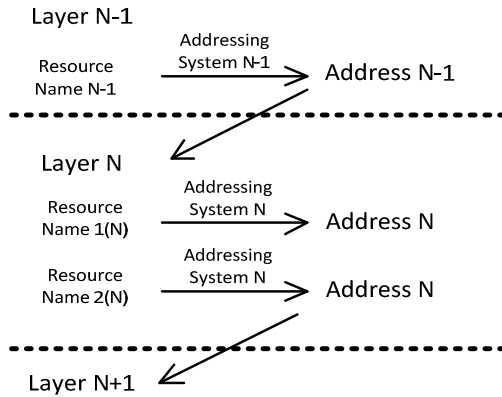 Layer N-1
Addressing
System N-1
Resource
Name N-1
Address N-1
Layer N
Addressing
System N
Resource
Name 1(N)
Address N
Addressing
System N
Resource
Name 2(N)
Address N
Layer N+1